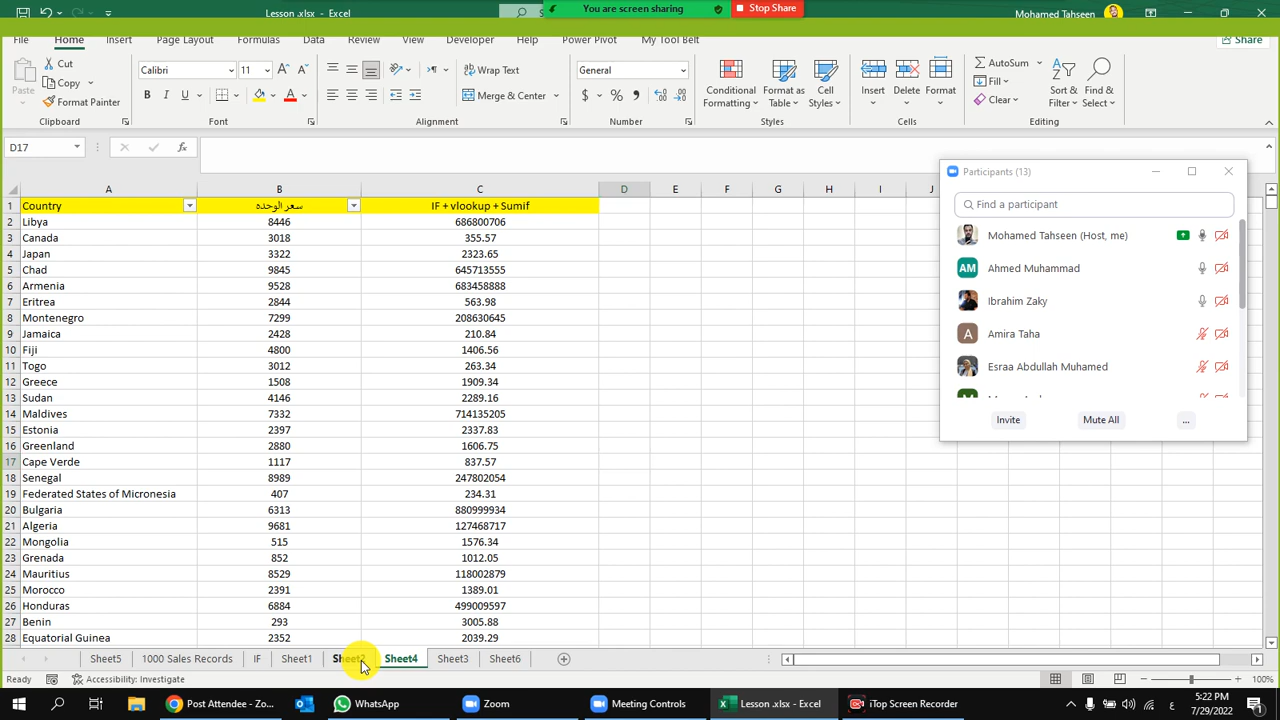 Lesson .xlsx - Excel
You are screen sharing
Stop Share
Mohamed Tahseen
File Home Insert Page Layout Formulas Data Review View Developer Help Power Pivot My Tool Belt Share
Paste
Cut
Copy
Format Painter
Clipboard
Calibri 11
B I U
Font
Wrap Text
Merge & Center
Alignment
General
$ % ,
Number
Conditional Formatting
Format as Table
Cell Styles
Styles
Insert Delete Format
Cells
AutoSum
Fill
Clear
Sort & Filter
Find & Select
Editing
D17 fx
A B C D E F G H I J
1 Country سعر الوحده IF + vlookup + Sumif
2 Libya 8446 686800706
3 Canada 3018 355.57
4 Japan 3322 2323.65
5 Chad 9845 645713555
6 Armenia 9528 683458888
7 Eritrea 2844 563.98
8 Montenegro 7299 208630645
9 Jamaica 2428 210.84
10 Fiji 4800 1406.56
11 Togo 3012 263.34
12 Greece 1508 1909.34
13 Sudan 4146 2289.16
14 Maldives 7332 714135205
15 Estonia 2397 2337.83
16 Greenland 2880 1606.75
17 Cape Verde 1117 837.57
18 Senegal 8989 247802054
19 Federated States of Micronesia 407 234.31
20 Bulgaria 6313 880999934
21 Algeria 9681 127468717
22 Mongolia 515 1576.34
23 Grenada 852 1012.05
24 Mauritius 8529 118002879
25 Morocco 2391 1389.01
26 Honduras 6884 499009597
27 Benin 293 3005.88
28 Equatorial Guinea 2352 2039.29
Participants (13)
Find a participant
Mohamed Tahseen (Host, me)
AM Ahmed Muhammad
Ibrahim Zaky
A Amira Taha
Esraa Abdullah Muhamed
Invite Mute All ...
Sheet5 1000 Sales Records IF Sheet1 Sheet4 Sheet3 Sheet6
Ready Accessibility: Investigate 100%
Post Attendee - Zo... WhatsApp Zoom Meeting Controls Lesson .xlsx - Excel iTop Screen Recorder
5:22 PM
7/29/2022